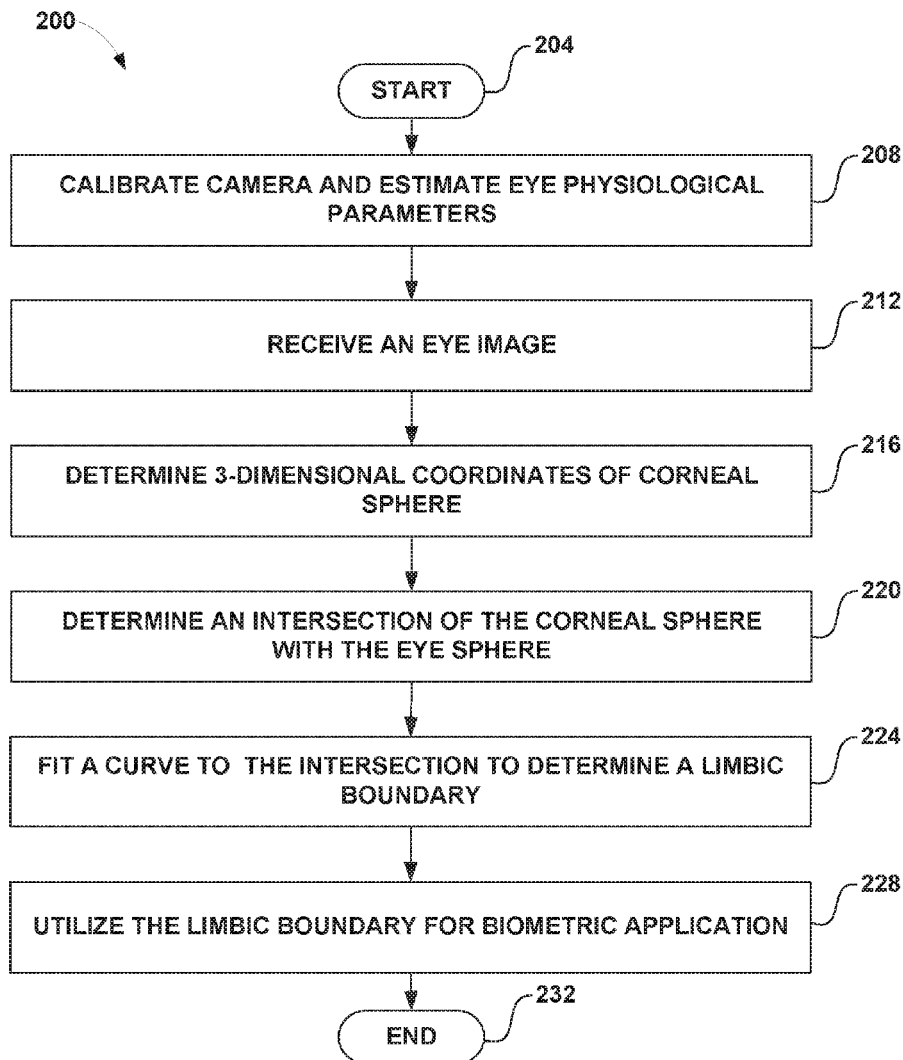 200
204
START
208
CALIBRATE CAMERA AND ESTIMATE EYE PHYSIOLOGICAL
PARAMETERS
212
RECEIVE AN EYE IMAGE
216
DETERMINE 3-DIMENSIONAL COORDINATES OF CORNEAL
SPHERE
220
DETERMINE AN INTERSECTION OF THE CORNEAL SPHERE
WITH THE EYE SPHERE
224
FIT A CURVE TO THE INTERSECTION TO DETERMINE A LIMBIC
BOUNDARY
228
UTILIZE THE LIMBIC BOUNDARY FOR BIOMETRIC APPLICATION
232
END